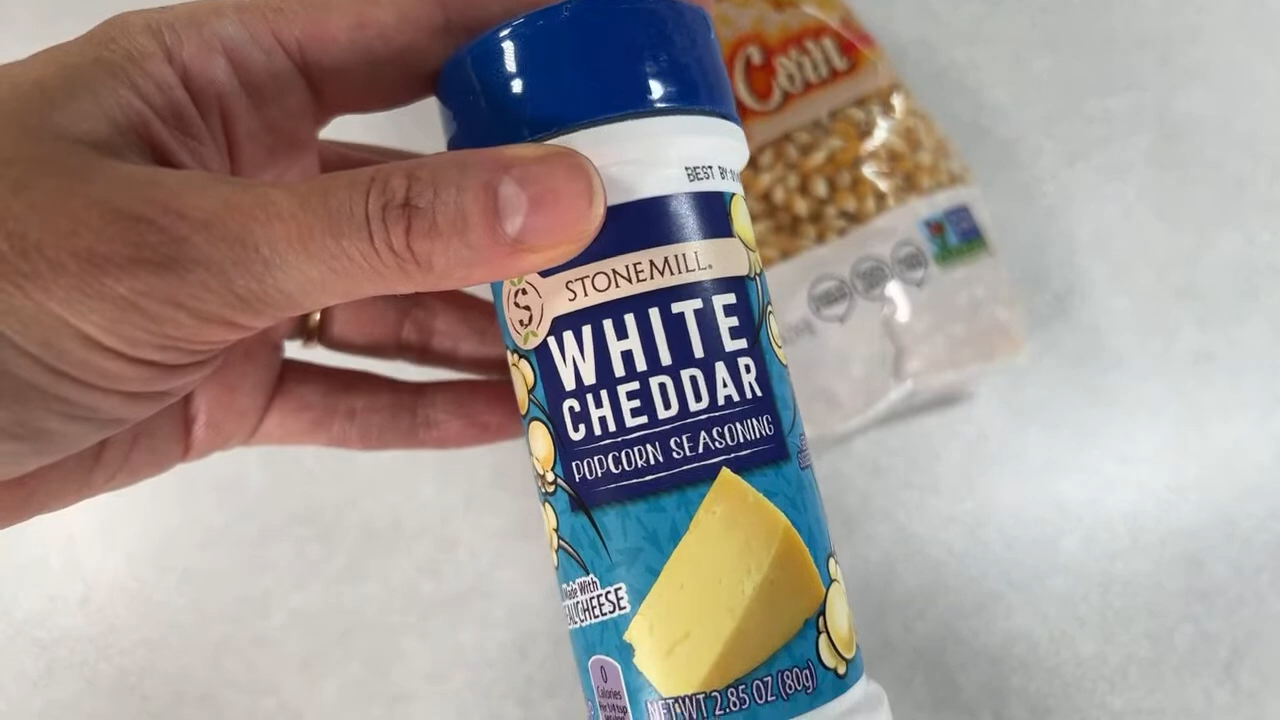 Corn
BEST BY:
STONEMILL®
S
WHITE
CHEDDAR
POPCORN SEASONING
Made With
CHEESE
0
Calories
NET WT 2.85 OZ (80g)